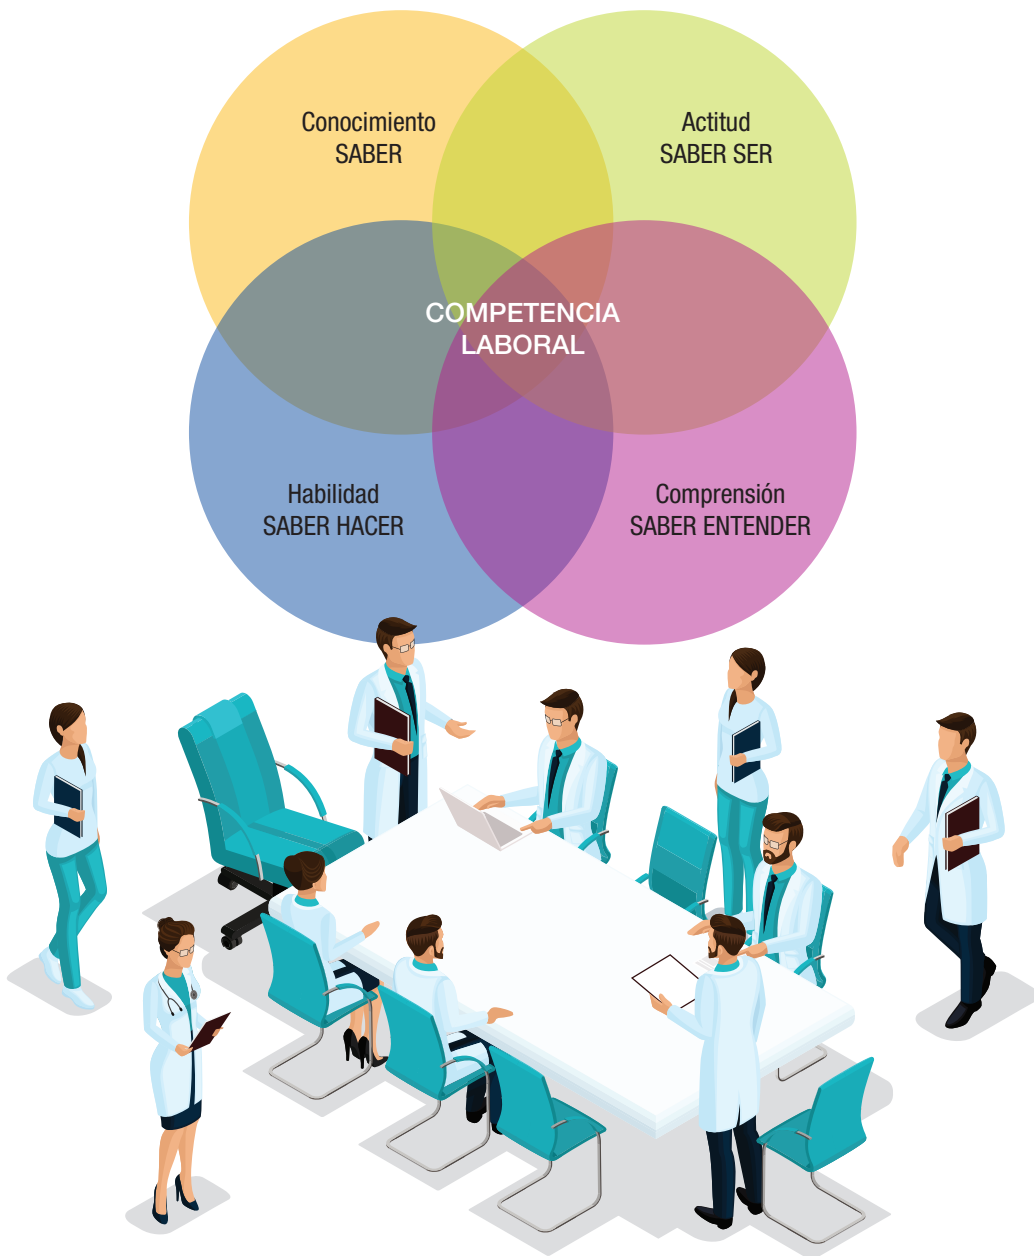 Conocimiento
SABER
Actitud
SABER SER
COMPETENCIA
LABORAL
Habilidad
SABER HACER
Comprensión
SABER ENTENDER